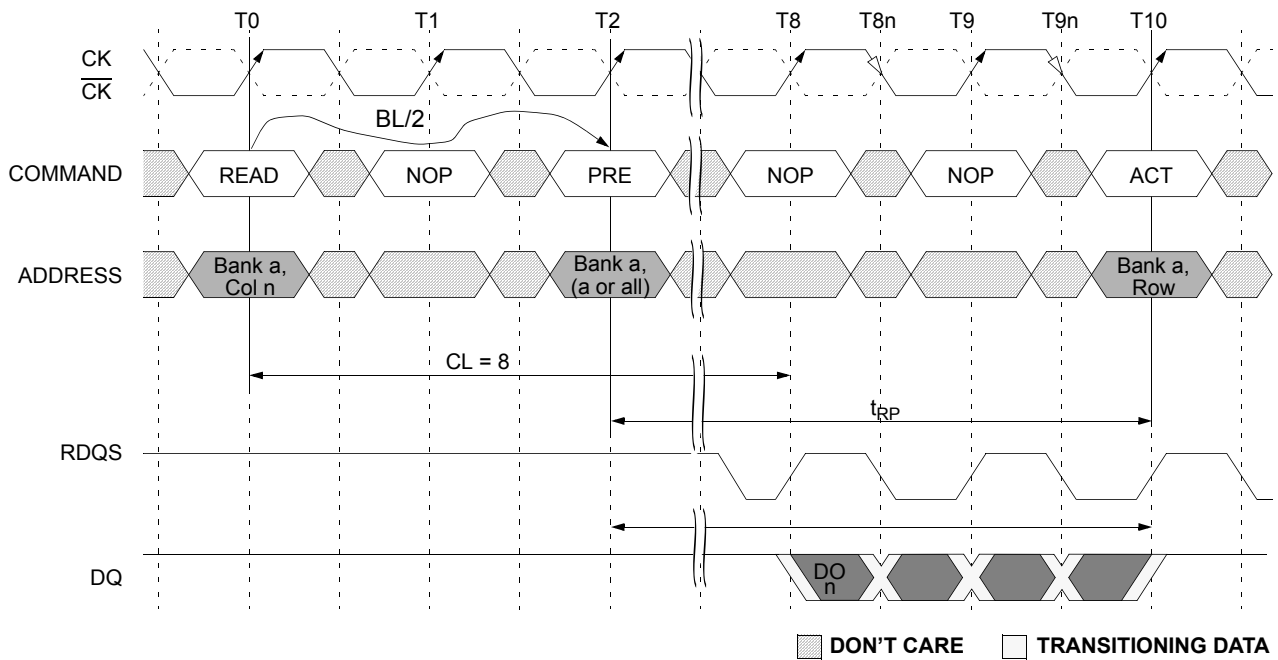 T0 T1 T2 T8 T8n T9 T9n T10
CK
CK
BL/2
COMMAND READ NOP PRE NOP NOP ACT
ADDRESS Bank a, Col n Bank a, (a or all) Bank a, Row
CL = 8
tRP
RDQS
DQ DO n
DON'T CARE TRANSITIONING DATA